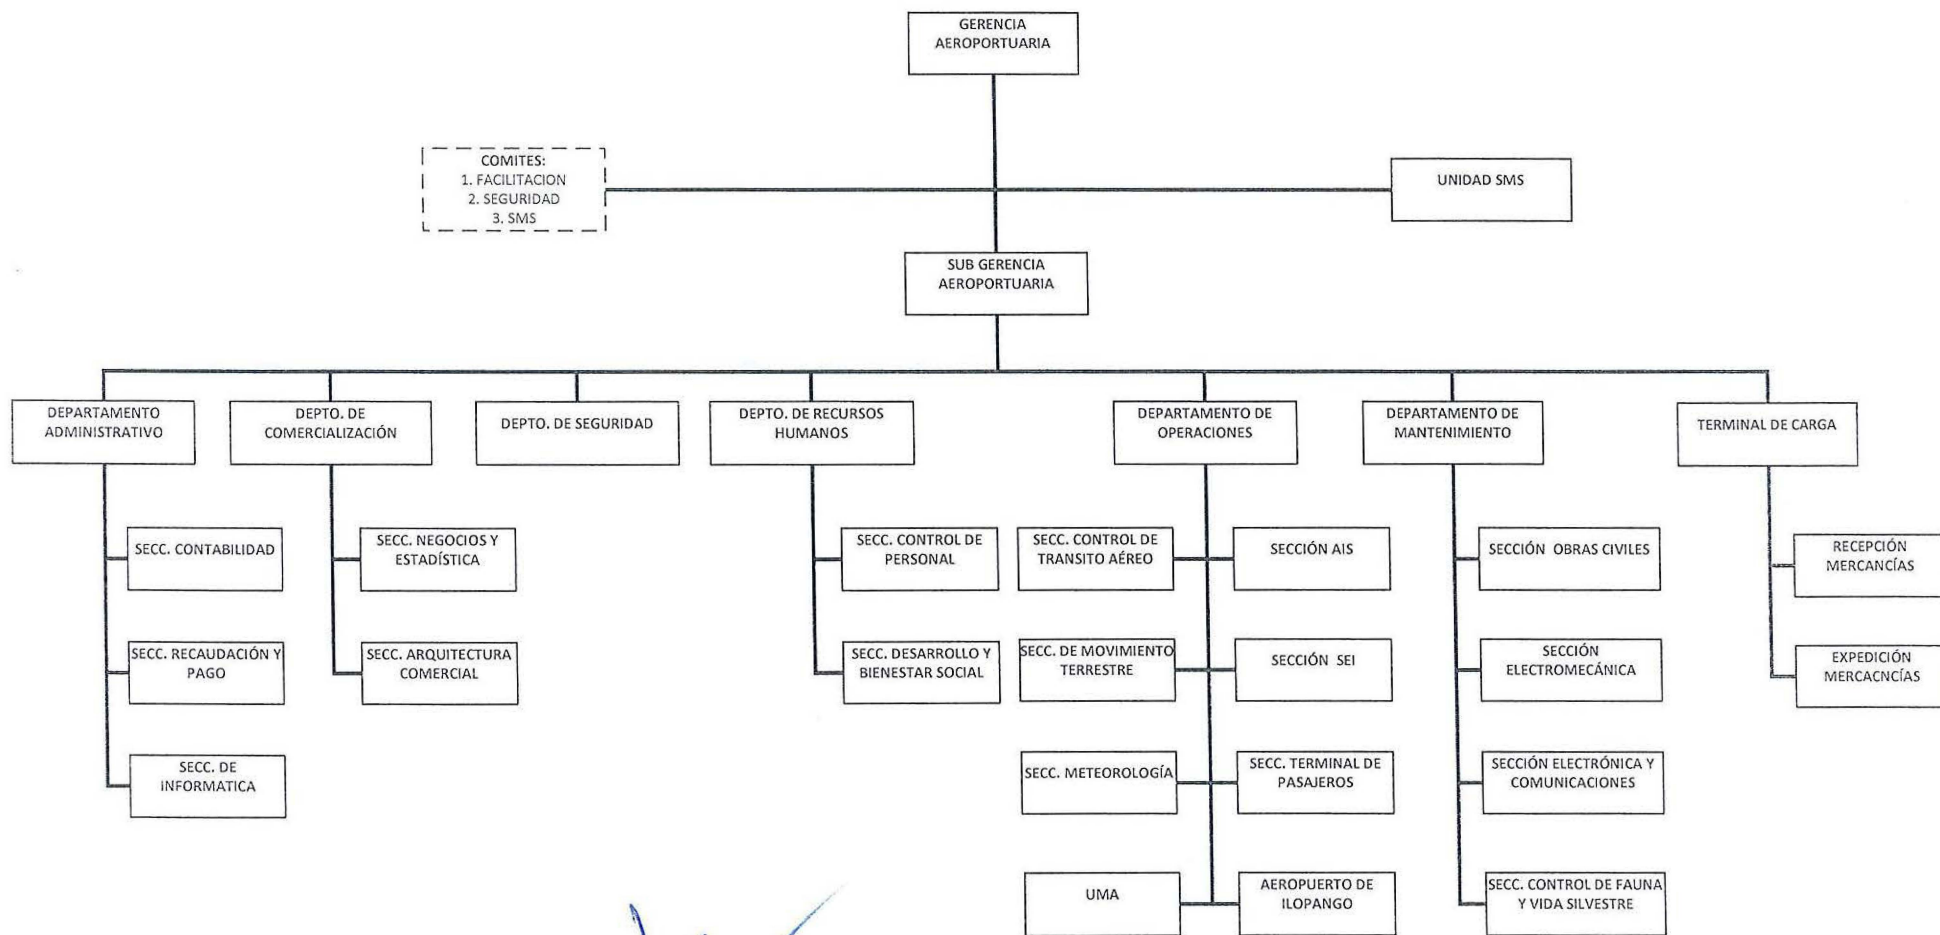 GERENCIA
AEROPORTUARIA
COMITES:
1. FACILITACION
2. SEGURIDAD
3. SMS
UNIDAD SMS
SUB GERENCIA
AEROPORTUARIA
DEPARTAMENTO
ADMINISTRATIVO
DEPTO. DE
COMERCIALIZACIÓN
DEPTO. DE SEGURIDAD
DEPTO. DE RECURSOS
HUMANOS
DEPARTAMENTO DE
OPERACIONES
DEPARTAMENTO DE
MANTENIMIENTO
TERMINAL DE CARGA
SECC. CONTABILIDAD
SECC. NEGOCIOS Y
ESTADÍSTICA
SECC. CONTROL DE
PERSONAL
SECC. CONTROL DE
TRANSITO AÉREO
SECCIÓN AIS
SECCIÓN OBRAS CIVILES
RECEPCIÓN
MERCANCÍAS
SECC. RECAUDACIÓN Y
PAGO
SECC. ARQUITECTURA
COMERCIAL
SECC. DESARROLLO Y
BIENESTAR SOCIAL
SECC. DE MOVIMIENTO
TERRESTRE
SECCIÓN SEI
SECCIÓN
ELECTROMECÁNICA
EXPEDICIÓN
MERCACNCÍAS
SECC. DE
INFORMATICA
SECC. METEOROLOGÍA
SECC. TERMINAL DE
PASAJEROS
SECCIÓN ELECTRÓNICA Y
COMUNICACIONES
UMA
AEROPUERTO DE
ILOPANGO
SECC. CONTROL DE FAUNA
Y VIDA SILVESTRE